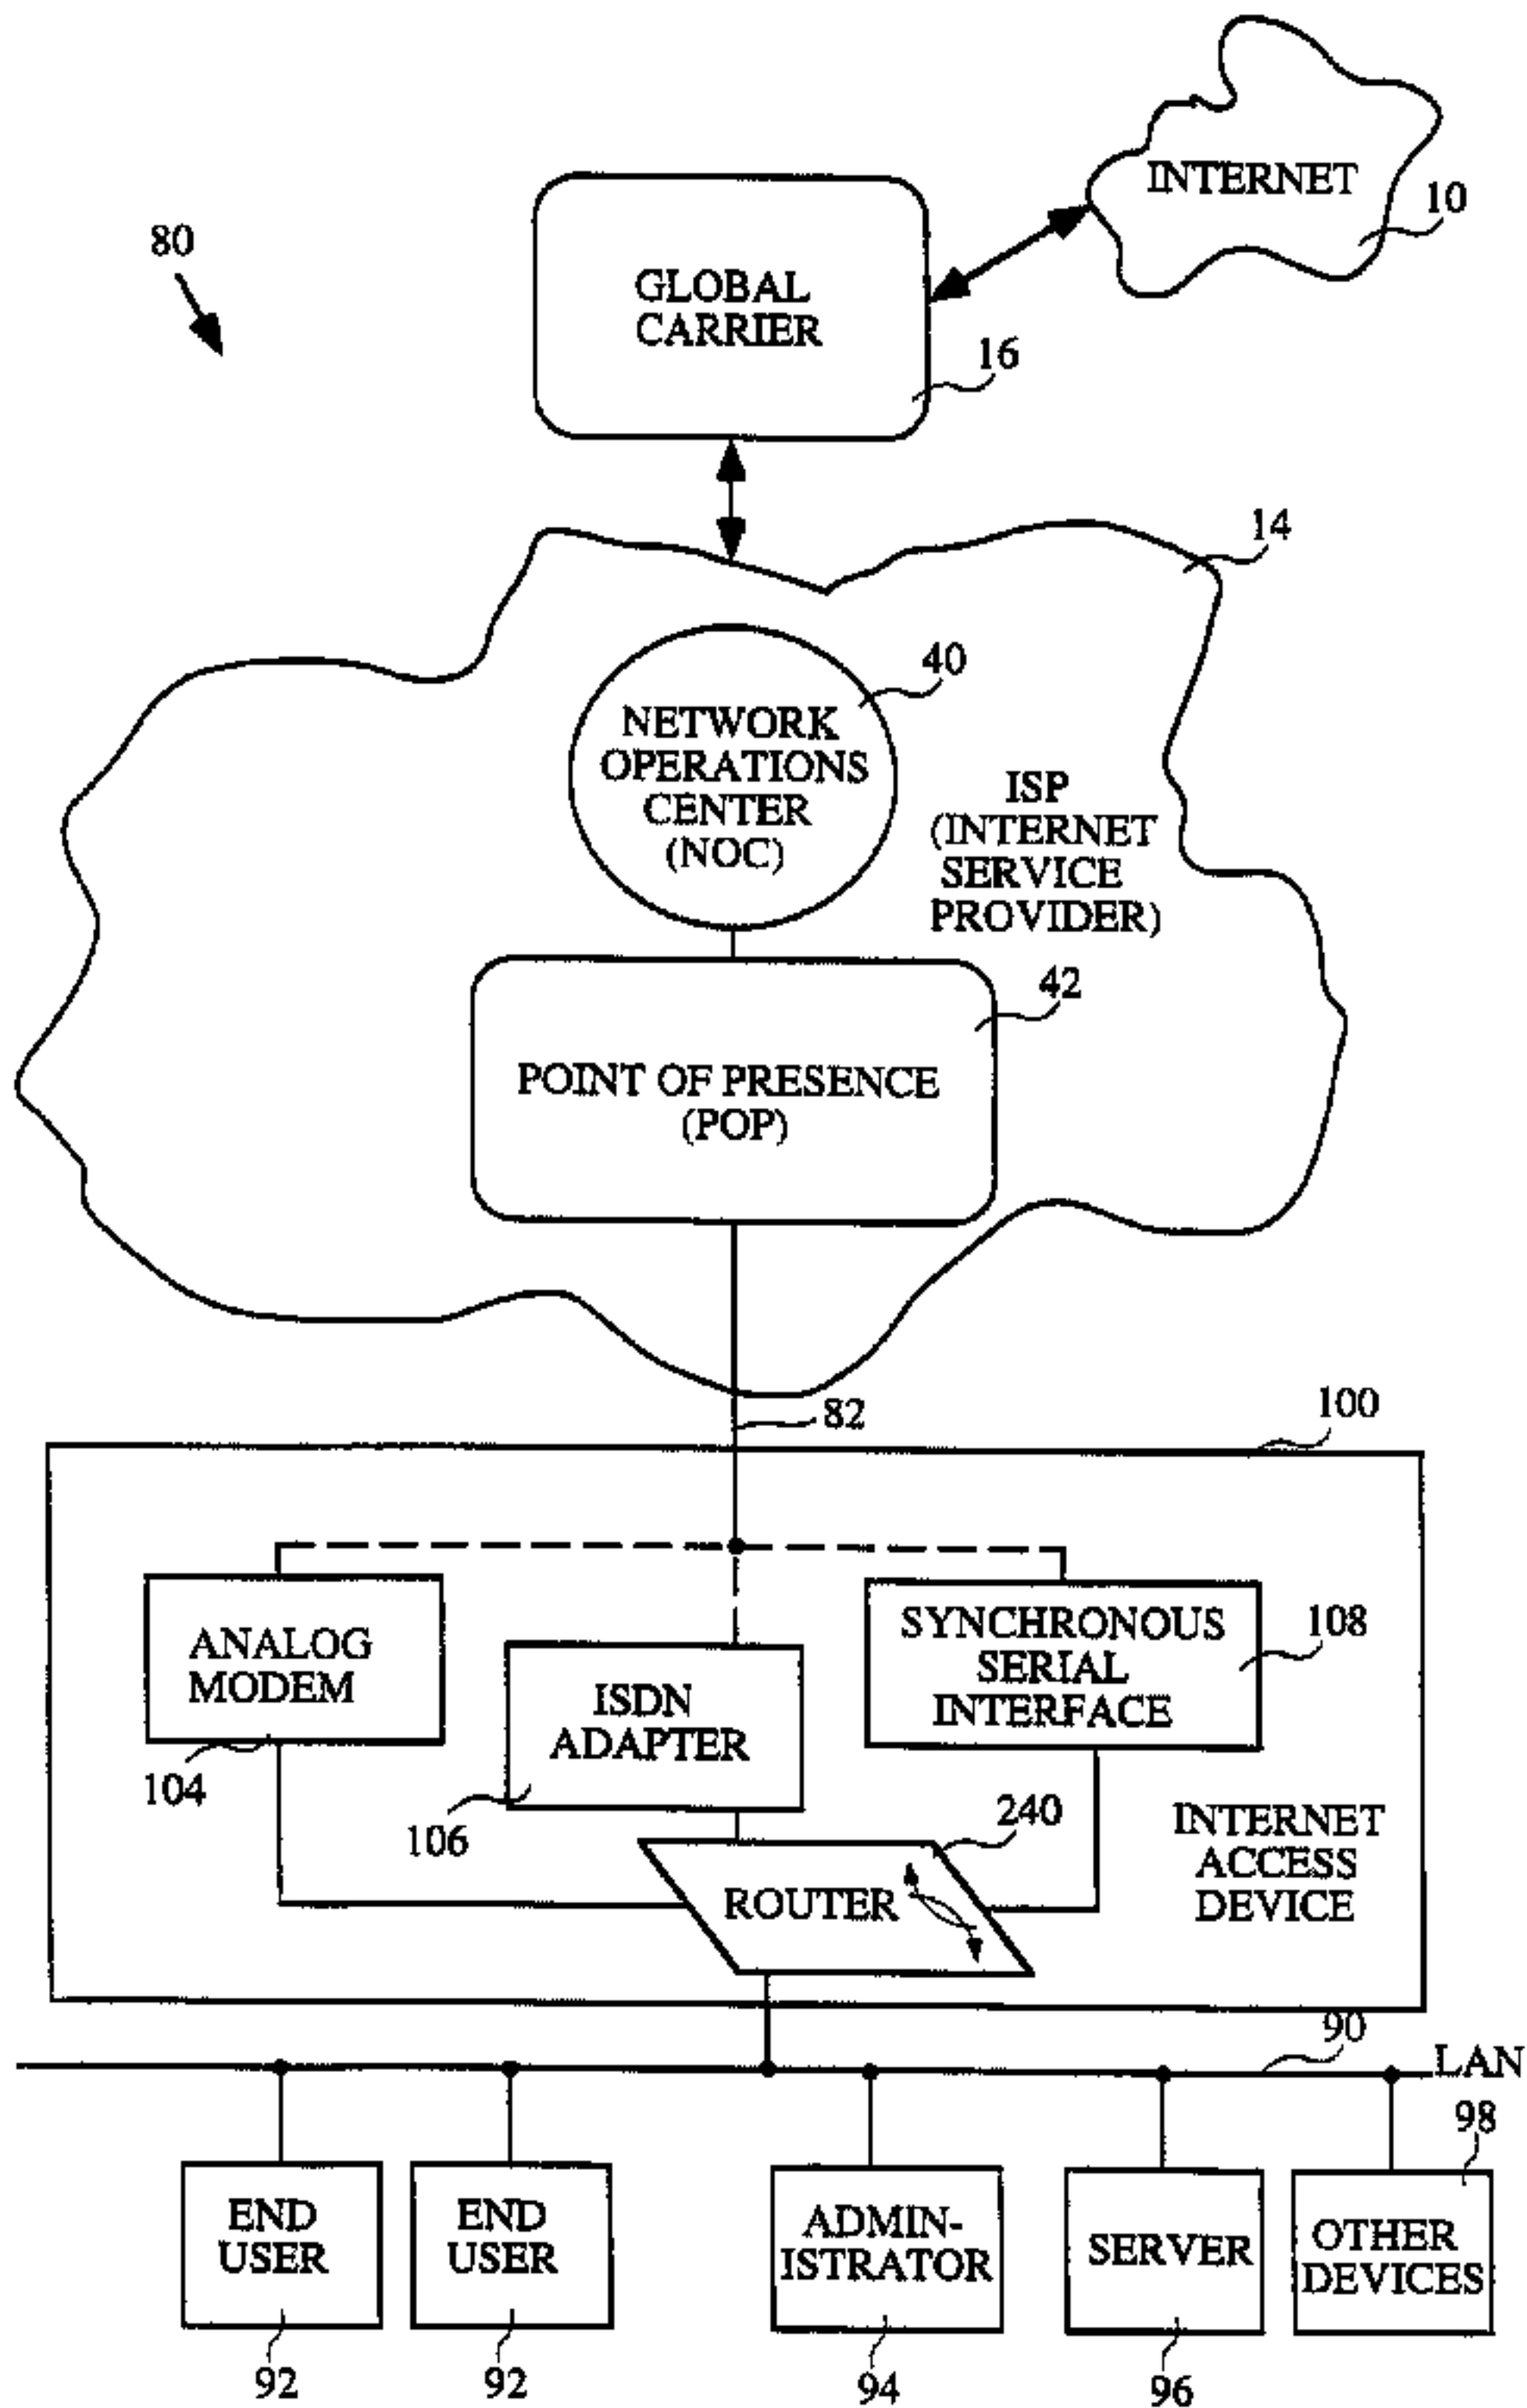 INTERNET
10
80
GLOBAL
CARRIER
16
14
40
NETWORK
OPERATIONS
CENTER
(NOC)
ISP
(INTERNET
SERVICE
PROVIDER)
42
POINT OF PRESENCE
(POP)
82
100
ANALOG
MODEM
104
ISDN
ADAPTER
106
SYNCHRONOUS
SERIAL
INTERFACE
108
240
ROUTER
INTERNET
ACCESS
DEVICE
90
LAN
98
END
USER
END
USER
ADMIN-
ISTRATOR
SERVER
OTHER
DEVICES
92
92
94
96